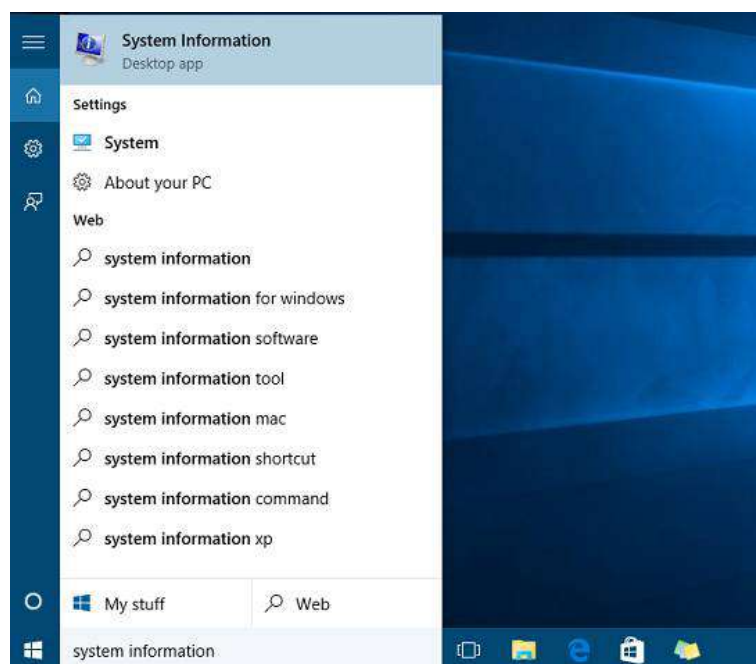 System Information
Desktop app
Settings
System
About your PC
Web
system information
system information for windows
system information software
system information tool
system information mac
system information shortcut
system information command
system information xp
My stuff
Web
system information